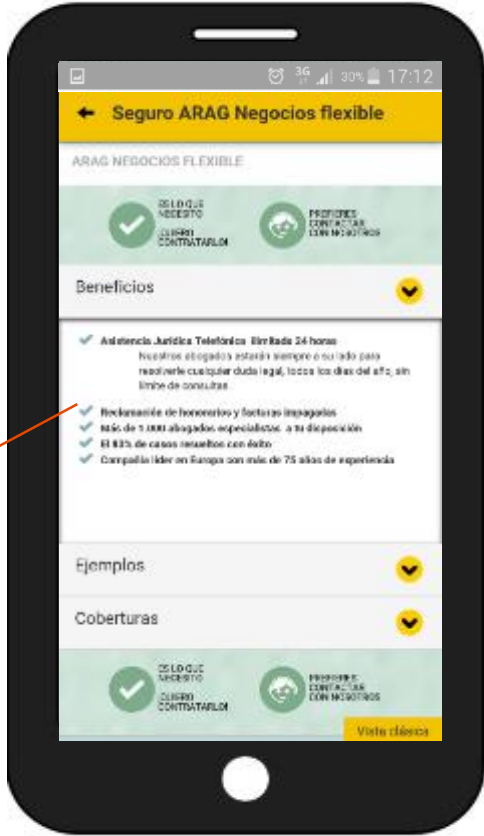 3G 30% 17:12
Seguro ARAG Negocios flexible
ARAG NEGOCIOS FLEXIBLE
ES LO QUE
NECESITO
¡QUIERO
CONTRATARLO!
PREFIERES
CONTACTAR
CON NOSOTROS
Beneficios
Asistencia Jurídica Telefónica ilimitada 24 horas
Nuestros abogados estarán siempre a su lado para
resolverle cualquier duda legal, todos los días del año, sin
límite de consultas
Reclamación de honorarios y facturas impagadas
Más de 1.000 abogados especialistas a tu disposición
El 93% de casos resueltos con éxito
Compañía líder en Europa con más de 75 años de experiencia
Ejemplos
Coberturas
ES LO QUE
NECESITO
¡QUIERO
CONTRATARLO!
PREFIERES
CONTACTAR
CON NOSOTROS
Vista clásica